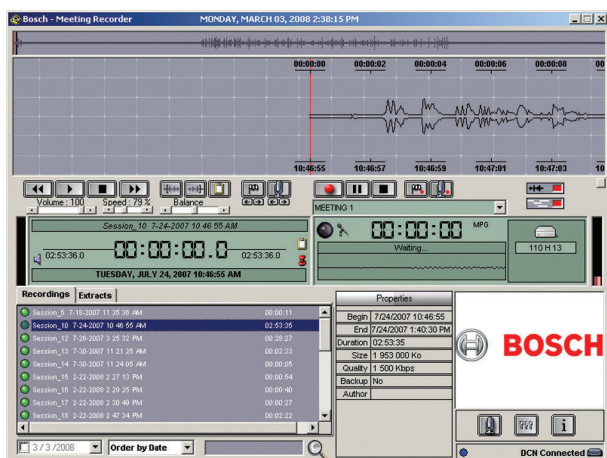 Bosch - Meeting Recorder MONDAY, MARCH 03, 2008 2:38:15 PM
00:00:00 00:00:02 00:00:04 00:00:06 00:00:08 00
10:46:55 10:46:57 10:46:59 10:47:01 10:47:03 10
Volume : 100 Speed : 79 % Balance
MEETING 1
Session_10 7-24-2007 10 46 55 AM
02:53:36.0 00:00:00.0 02:53:36.0
TUESDAY, JULY 24, 2007 10:46:55 AM
00:00:00 MPG
Waiting...
110 H 13
Recordings Extracts
Session_10 7-24-2007 10 46 55 AM 02:53:35
Session_12 7-26-2007 3 25 32 PM 00:28:27
Session_13 7-30-2007 11 21 25 AM 00:02:33
Session_14 7-30-2007 11 24 05 AM 00:00:05
Session_15 2-22-2008 2 27 13 PM 00:00:54
Session_16 2-22-2008 2 29 25 PM 00:00:40
Session_17 2-22-2008 2 30 49 PM 00:00:27
Session_18 2-22-2008 2 47 34 PM 00:02:22
3 / 3 /2008 Order by Date
Properties
Begin 7/24/2007 10:46:55
End 7/24/2007 1:40:30 PM
Duration 02:53:35
Size 1 953 000 Ko
Quality 1 500 Kbps
Backup No
Author
BOSCH
DCN Connected